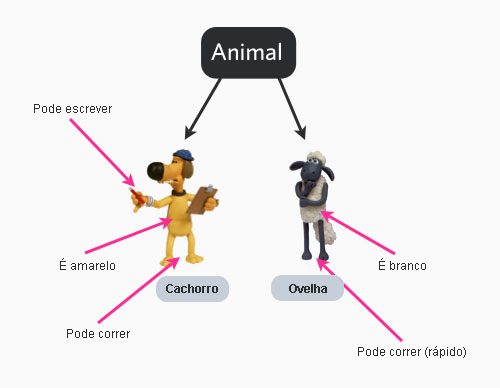 Animal
Pode escrever
É amarelo
É branco
Cachorro
Ovelha
Pode correr
Pode correr (rápido)